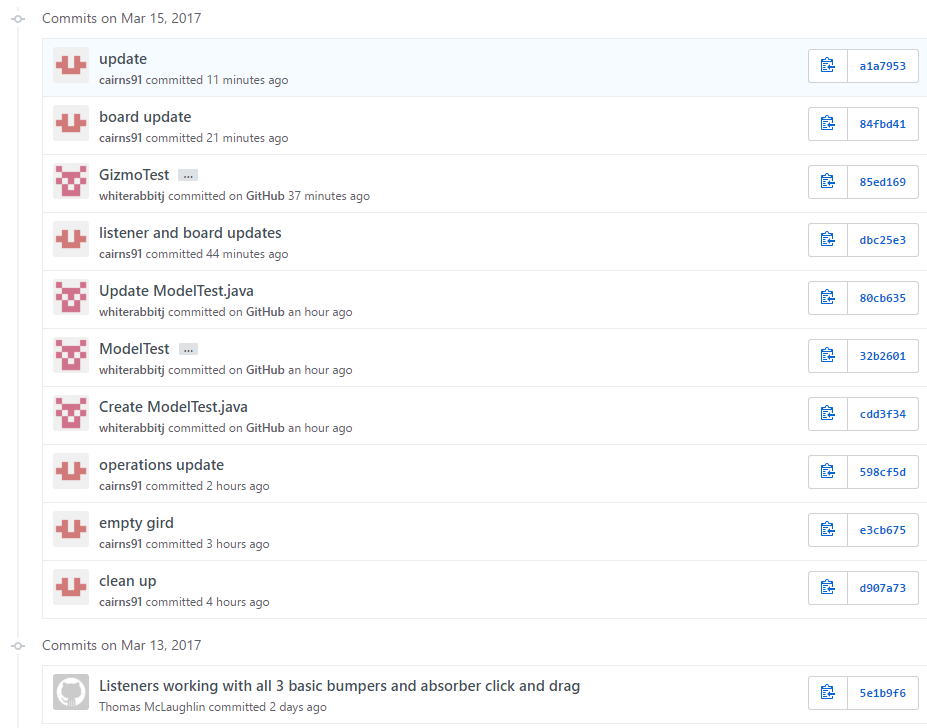 Commits on Mar 15, 2017
update
cairns91 committed 11 minutes ago
a1a7953
board update
cairns91 committed 21 minutes ago
84fbd41
GizmoTest ...
whiterabbitj committed on GitHub 37 minutes ago
85ed169
listener and board updates
cairns91 committed 44 minutes ago
dbc25e3
Update ModelTest.java
whiterabbitj committed on GitHub an hour ago
80cb635
ModelTest ...
whiterabbitj committed on GitHub an hour ago
32b2601
Create ModelTest.java
whiterabbitj committed on GitHub an hour ago
cdd3f34
operations update
cairns91 committed 2 hours ago
598cf5d
empty gird
cairns91 committed 3 hours ago
e3cb675
clean up
cairns91 committed 4 hours ago
d907a73
Commits on Mar 13, 2017
Listeners working with all 3 basic bumpers and absorber click and drag
Thomas McLaughlin committed 2 days ago
5e1b9f6